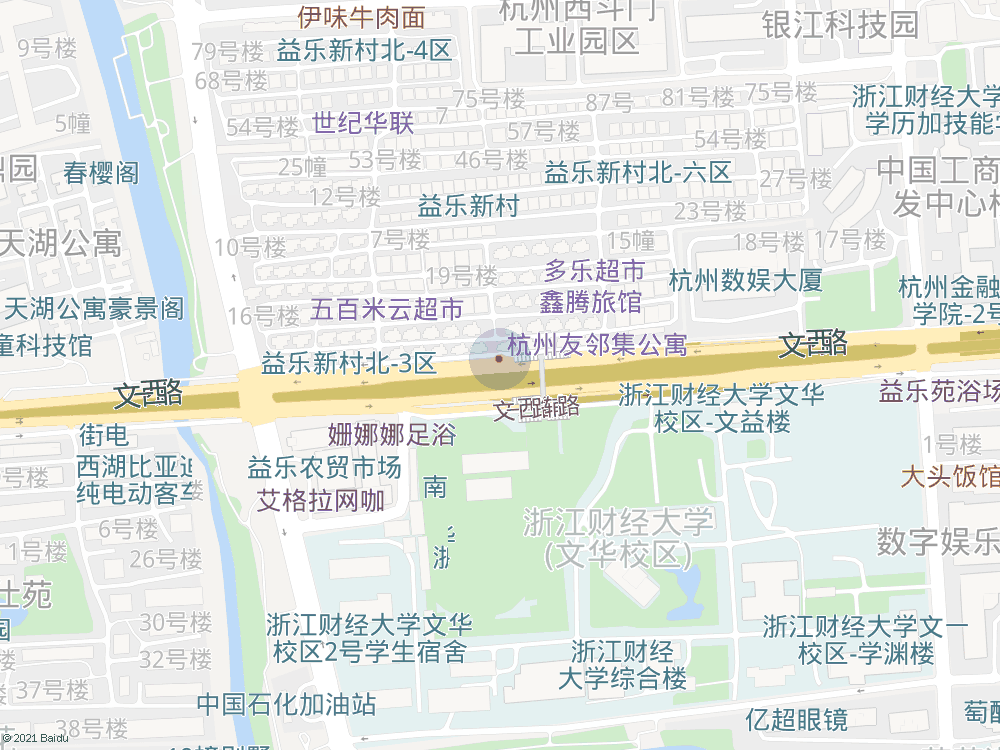 伊味牛肉面
杭州西斗门
工业园区
银江科技园
9号楼
79号楼
益乐新村北-4区
68号楼
75号楼
87号
81号楼
75号楼
浙江财经大学
学历加技能学
5幢
54号楼
世纪华联
7
57号楼
54号楼
春樱阁
25幢
53号楼
46号楼
益乐新村北-六区
27号楼
中国工商
发中心
12号楼
益乐新村
23号楼
天湖公寓
10号楼
7号楼
15幢
18号楼
17号楼
19号楼
多乐超市
鑫腾旅馆
杭州数娱大厦
杭州金融
学院-2号
天湖公寓豪景阁
16号楼
五百米云超市
童科技馆
益乐新村北-3区
杭州友邻集公寓
文一西路
文一西路
文一西路辅路
浙江财经大学文华
校区-文益楼
益乐苑浴场
街电
姗娜娜足浴
1号楼
西湖比亚迪
纯电动客车
益乐农贸市场
艾格拉网咖
南
大头饭馆
6号楼
1号楼
26号楼
浙江财经大学
(文华校区)
数字娱乐
30号楼
32号楼
浙江财经大学文华
校区2号学生宿舍
浙江财经
大学综合楼
浙江财经大学文一
校区-学渊楼
37号楼
38号楼
中国石化加油站
亿超眼镜
© 2021 Baidu